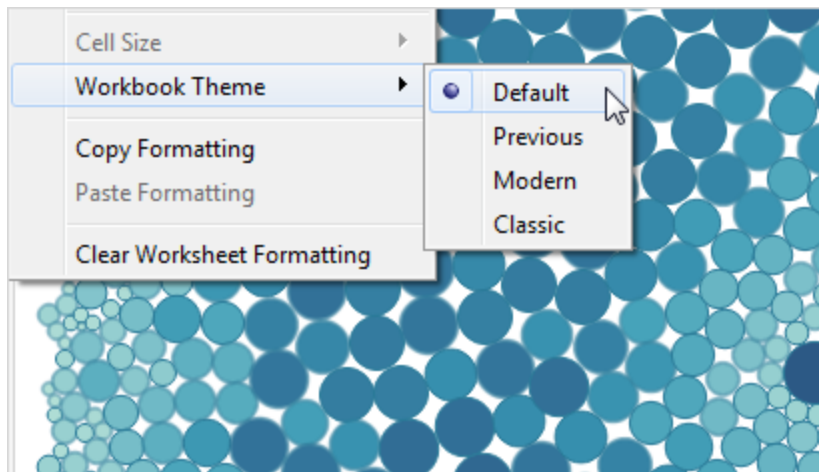 Cell Size
Workbook Theme
Default
Previous
Modern
Classic
Copy Formatting
Paste Formatting
Clear Worksheet Formatting